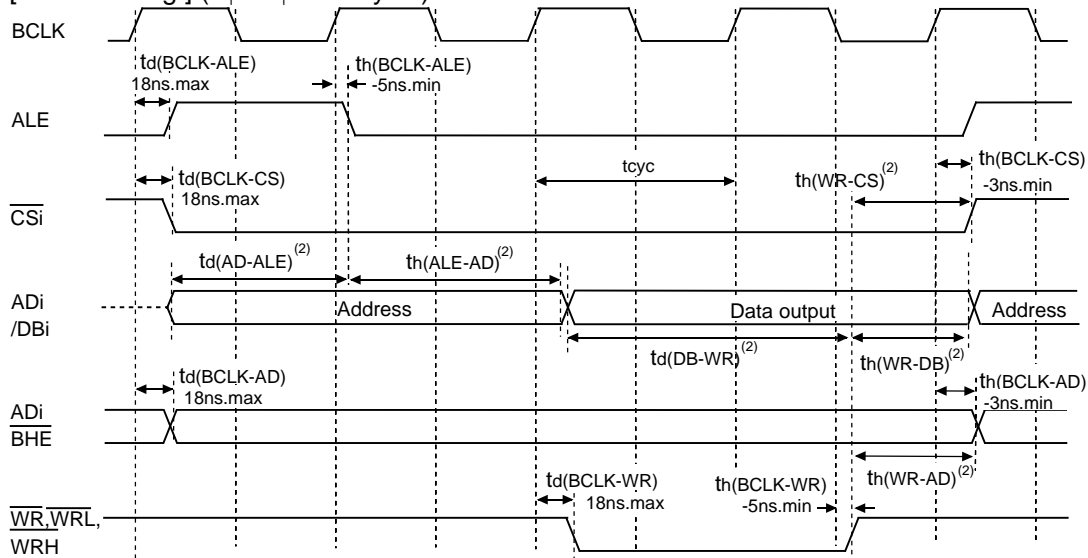 BCLK
td(BCLK-ALE)
18ns.max
th(BCLK-ALE)
-5ns.min
ALE
td(BCLK-CS)
18ns.max
tcyc
th(WR-CS)(2)
th(BCLK-CS)
-3ns.min
CSi
td(AD-ALE)(2)
th(ALE-AD)(2)
ADi
/DBi
Address
Data output
Address
td(DB-WR)(2)
th(WR-DB)(2)
td(BCLK-AD)
18ns.max
th(BCLK-AD)
-3ns.min
ADi
BHE
th(WR-AD)(2)
td(BCLK-WR)
18ns.max
th(BCLK-WR)
-5ns.min
WR,WRL,
WRH